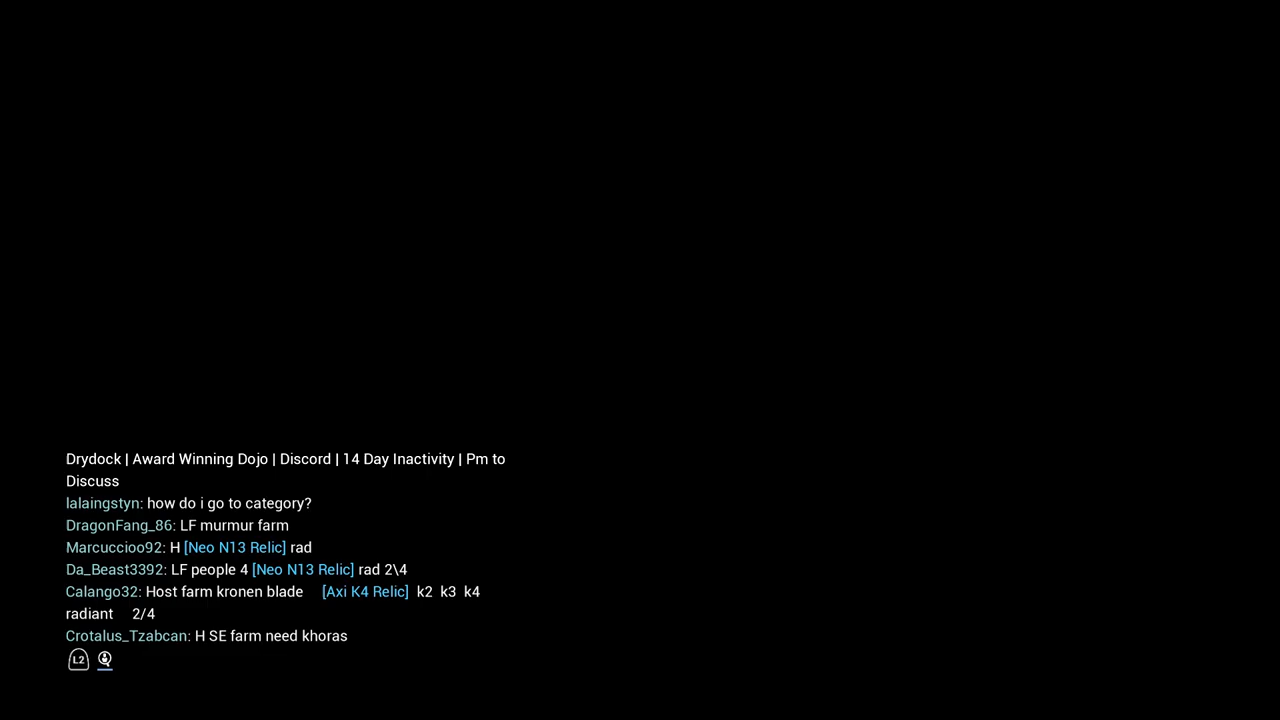 Drydock | Award Winning Dojo | Discord | 14 Day Inactivity | Pm to
Discuss
lalaingstyn: how do i go to category?
DragonFang_86: LF murmur farm
Marcuccioo92: H [Neo N13 Relic] rad
Da_Beast3392: LF people 4 [Neo N13 Relic] rad 2\4
Calango32: Host farm kronen blade [Axi K4 Relic] k2 k3 k4
radiant 2/4
Crotalus_Tzabcan: H SE farm need khoras
L2